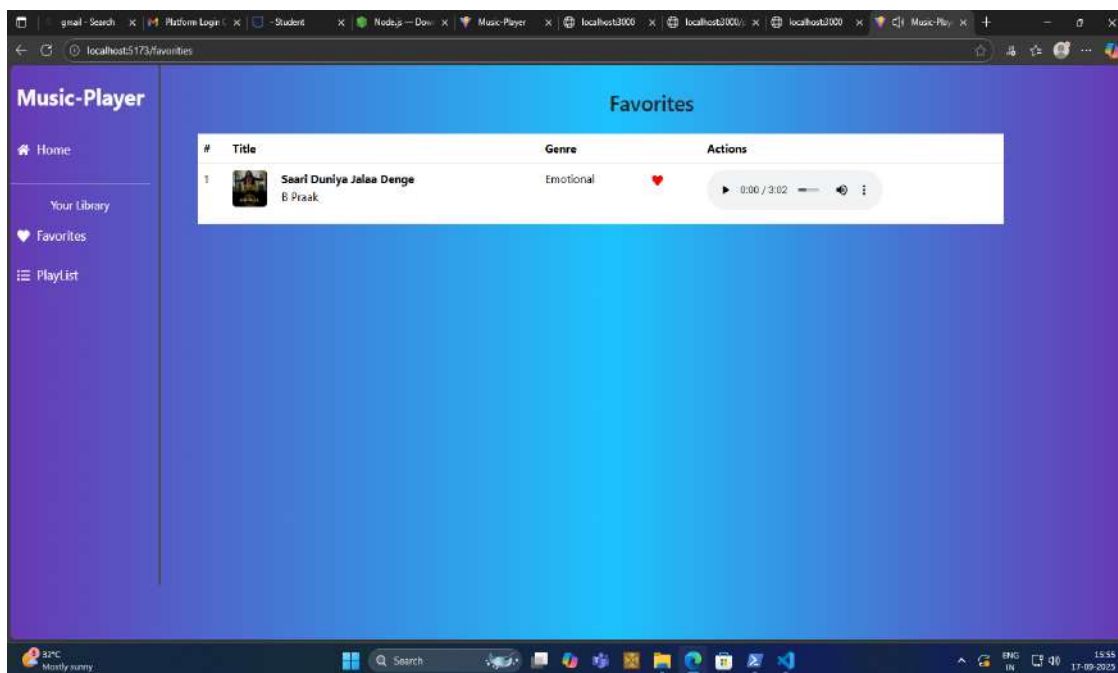 gmail - Search
Platform Login
- Student
Node.js — Dow
Music-Player
localhost:3000
localhost:3000/
localhost:3000
Music-Play
localhost:5173/favorities
Music-Player
Home
Your Library
Favorites
PlayList
Favorites
# Title Genre Actions
1 Saari Duniya Jalaa Denge Emotional 0:00 / 3:02
B Praak
32°C
Mostly sunny
Search
ENG
IN
15:55
17-09-2025